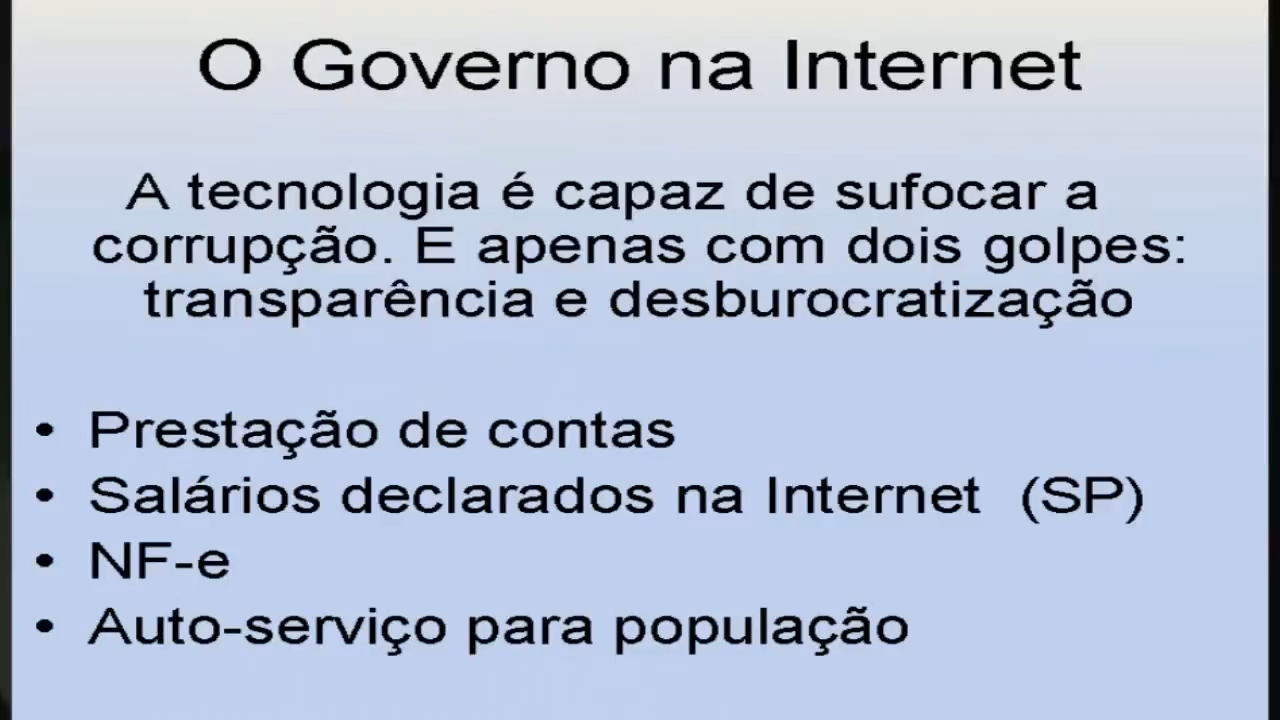 O Governo na Internet
A tecnologia é capaz de sufocar a
corrupção. E apenas com dois golpes:
transparência e desburocratização
• Prestação de contas
• Salários declarados na Internet (SP)
• NF-e
• Auto-serviço para população